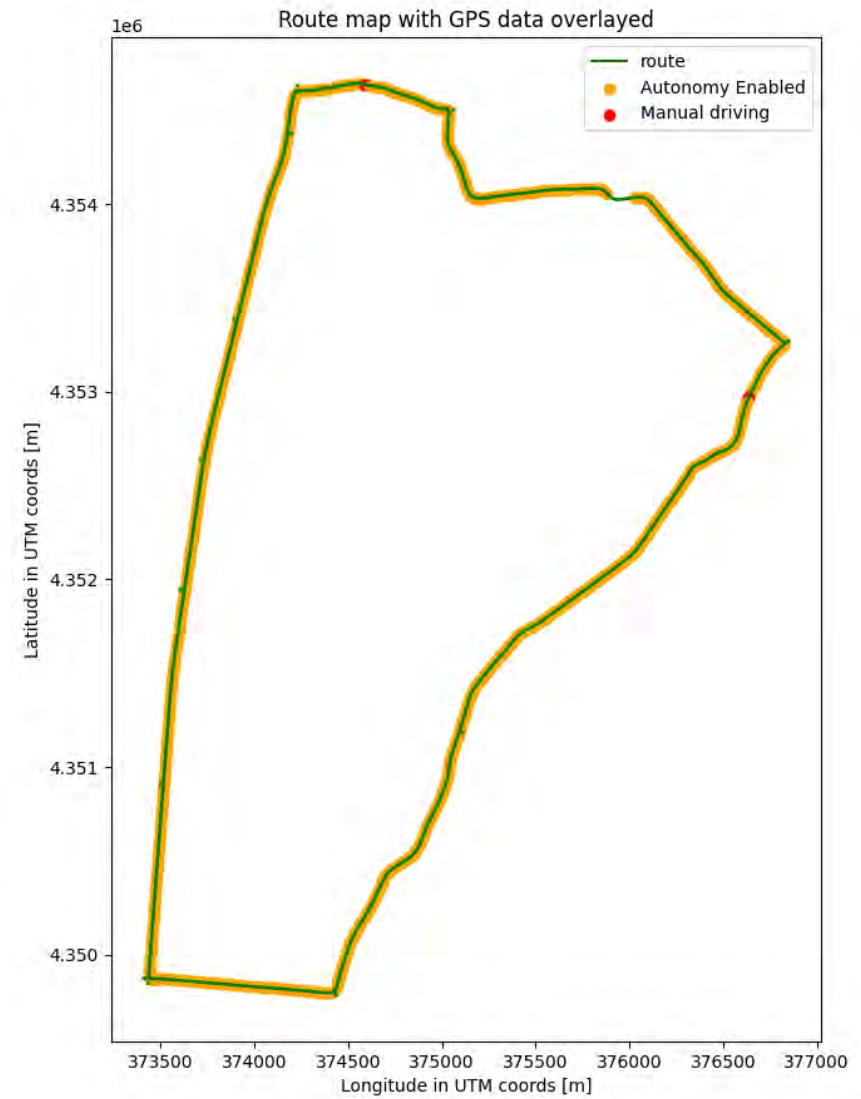 Route map with GPS data overlayed
1e6
route
Autonomy Enabled
Manual driving
4.354
4.353
4.352
4.351
4.350
Latitude in UTM coords [m]
373500 374000 374500 375000 375500 376000 376500 377000
Longitude in UTM coords [m]